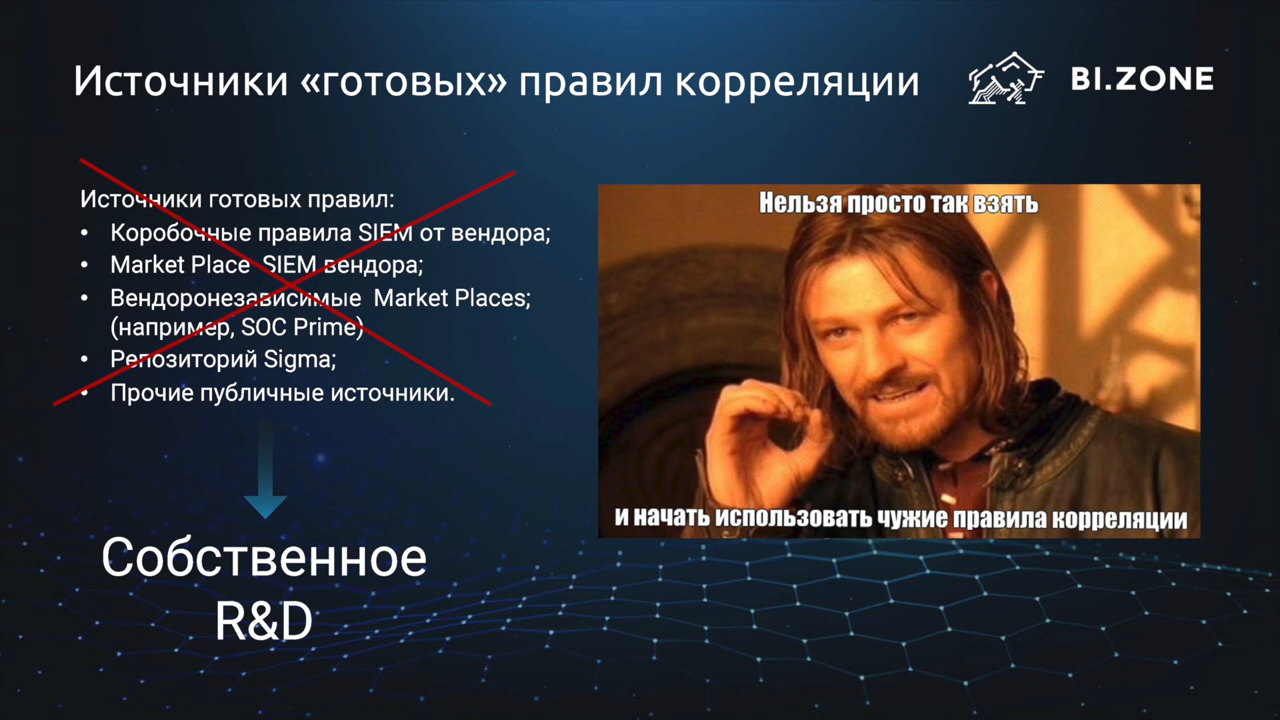 Источники «готовых» правил корреляции
BI.ZONE
Источники готовых правил:
• Коробочные правила SIEM от вендора;
• Market Place SIEM вендора;
• Вендоронезависимые Market Places;
(например, SOC Prime)
• Репозиторий Sigma;
• Прочие публичные источники.
Собственное
R&D
Нельзя просто так взять
и начать использовать чужие правила корреляции